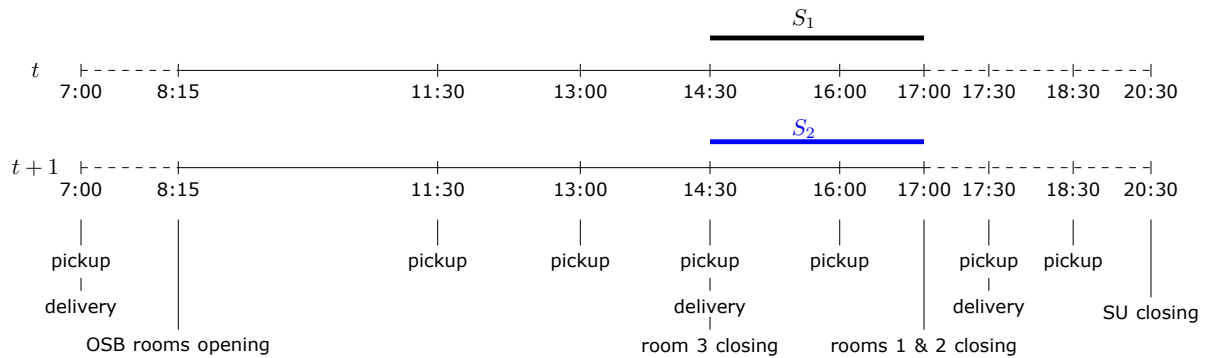 S₁
t
7:00 8:15 11:30 13:00 14:30 16:00 17:00 17:30 18:30 20:30
S₂
t + 1
7:00 8:15 11:30 13:00 14:30 16:00 17:00 17:30 18:30 20:30
pickup pickup pickup pickup pickup pickup pickup
delivery delivery delivery SU closing
OSB rooms opening room 3 closing rooms 1 & 2 closing